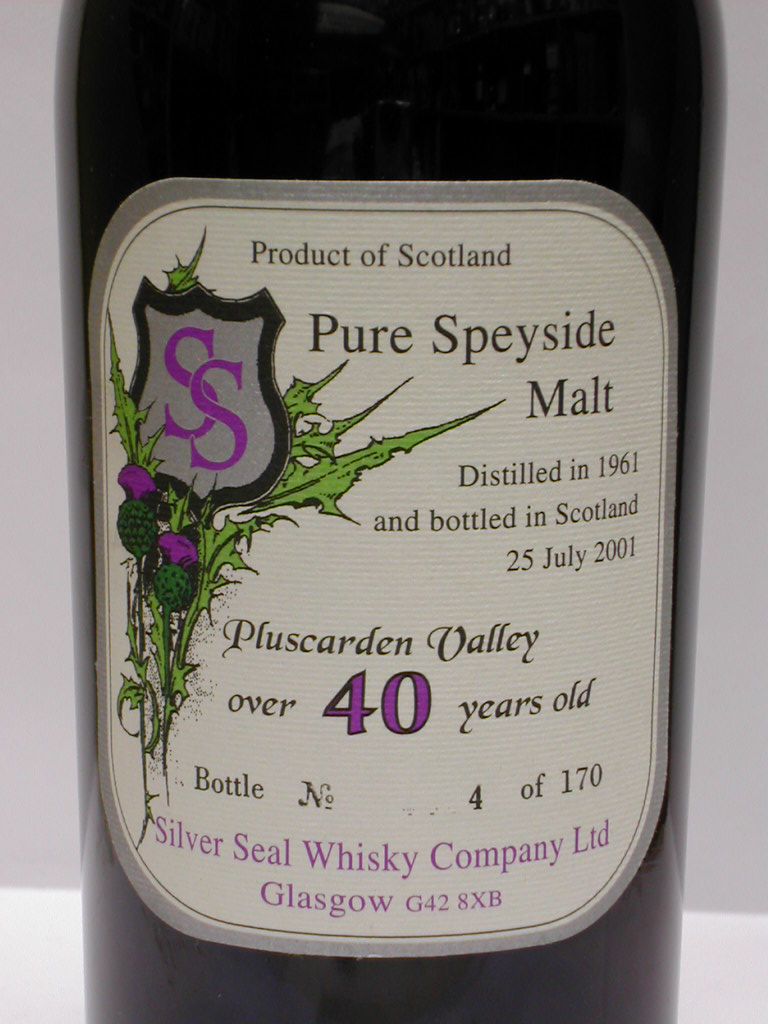 Product of Scotland
SS
Pure Speyside
Malt
Distilled in 1961
and bottled in Scotland
25 July 2001
Pluscarden Valley
over 40 years old
Bottle № 4 of 170
Silver Seal Whisky Company Ltd
Glasgow G42 8XB